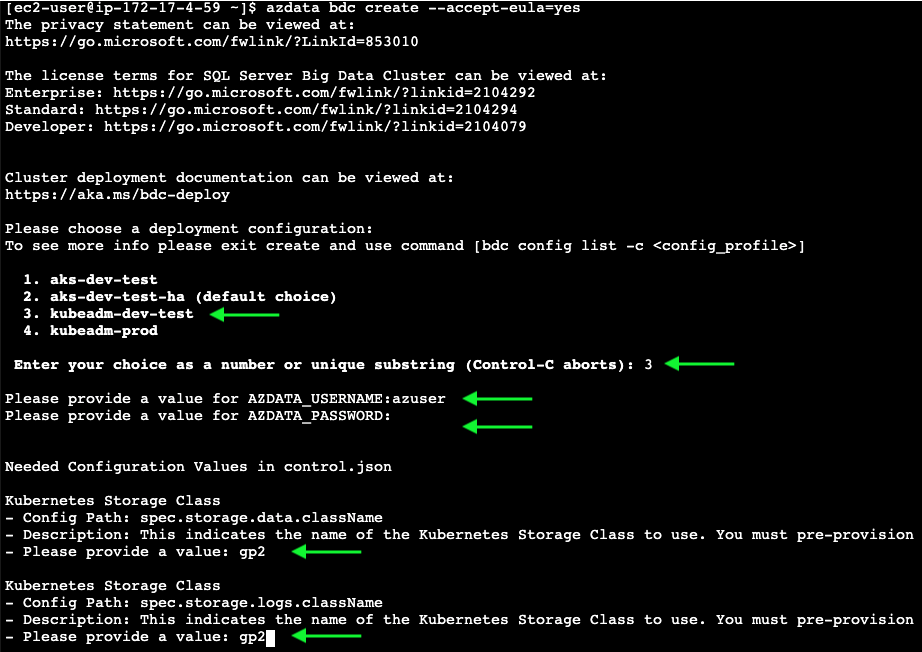 [ec2-user@ip-172-17-4-59 ~]$ azdata bdc create --accept-eula=yes
The privacy statement can be viewed at:
https://go.microsoft.com/fwlink/?LinkId=853010
The license terms for SQL Server Big Data Cluster can be viewed at:
Enterprise: https://go.microsoft.com/fwlink/?linkid=2104292
Standard: https://go.microsoft.com/fwlink/?linkid=2104294
Developer: https://go.microsoft.com/fwlink/?linkid=2104079
Cluster deployment documentation can be viewed at:
https://aka.ms/bdc-deploy
Please choose a deployment configuration:
To see more info please exit create and use command [bdc config list -c <config_profile>]
1. aks-dev-test
2. aks-dev-test-ha (default choice)
3. kubeadm-dev-test
4. kubeadm-prod
Enter your choice as a number or unique substring (Control-C aborts): 3
Please provide a value for AZDATA_USERNAME:azuser
Please provide a value for AZDATA_PASSWORD:
Needed Configuration Values in control.json
Kubernetes Storage Class
- Config Path: spec.storage.data.className
- Description: This indicates the name of the Kubernetes Storage Class to use. You must pre-provision
- Please provide a value: gp2
Kubernetes Storage Class
- Config Path: spec.storage.logs.className
- Description: This indicates the name of the Kubernetes Storage Class to use. You must pre-provision
- Please provide a value: gp2